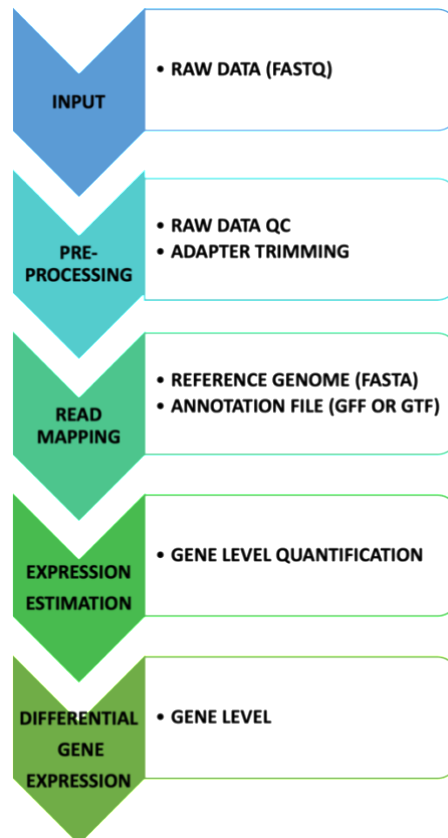 INPUT
• RAW DATA (FASTQ)
PRE-
PROCESSING
• RAW DATA QC
• ADAPTER TRIMMING
READ
MAPPING
• REFERENCE GENOME (FASTA)
• ANNOTATION FILE (GFF OR GTF)
EXPRESSION
ESTIMATION
• GENE LEVEL QUANTIFICATION
DIFFERENTIAL
GENE
EXPRESSION
• GENE LEVEL